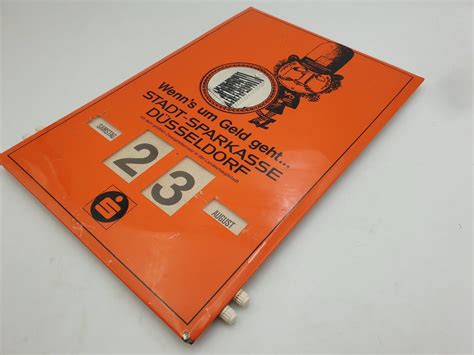 Wenn's um Geld geht...
STADT-SPARKASSE
DÜSSELDORF
SAMSTAG
23
AUGUST
S